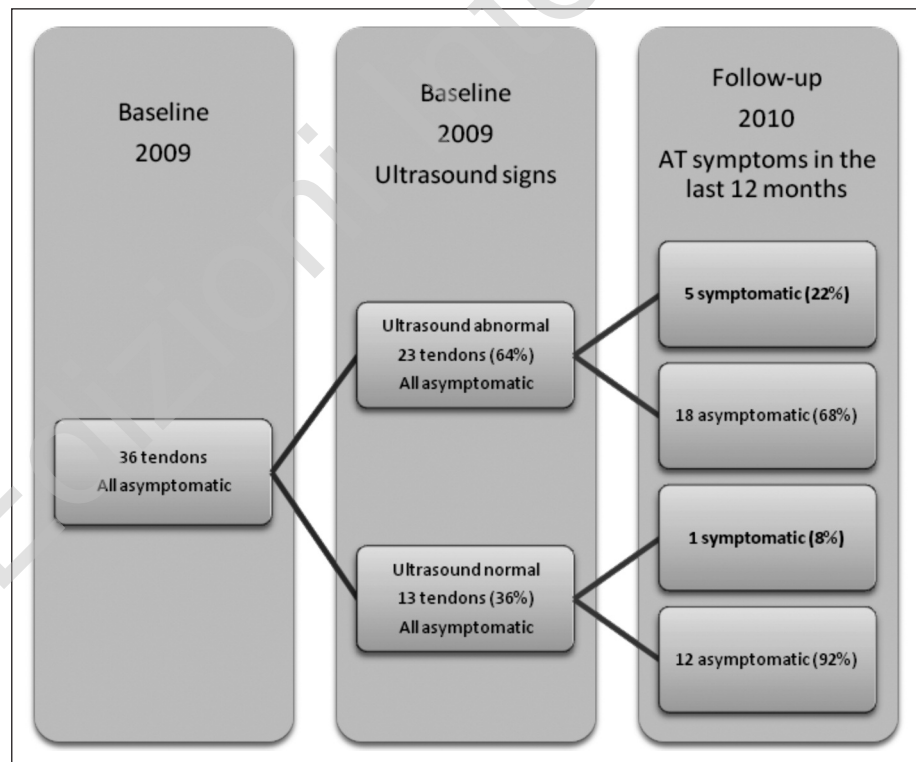 Baseline
2009
36 tendons
All asymptomatic
Baseline
2009
Ultrasound signs
Ultrasound abnormal
23 tendons (64%)
All asymptomatic
Ultrasound normal
13 tendons (36%)
All asymptomatic
Follow-up
2010
AT symptoms in the
last 12 months
5 symptomatic (22%)
18 asymptomatic (68%)
1 symptomatic (8%)
12 asymptomatic (92%)
Edizioni